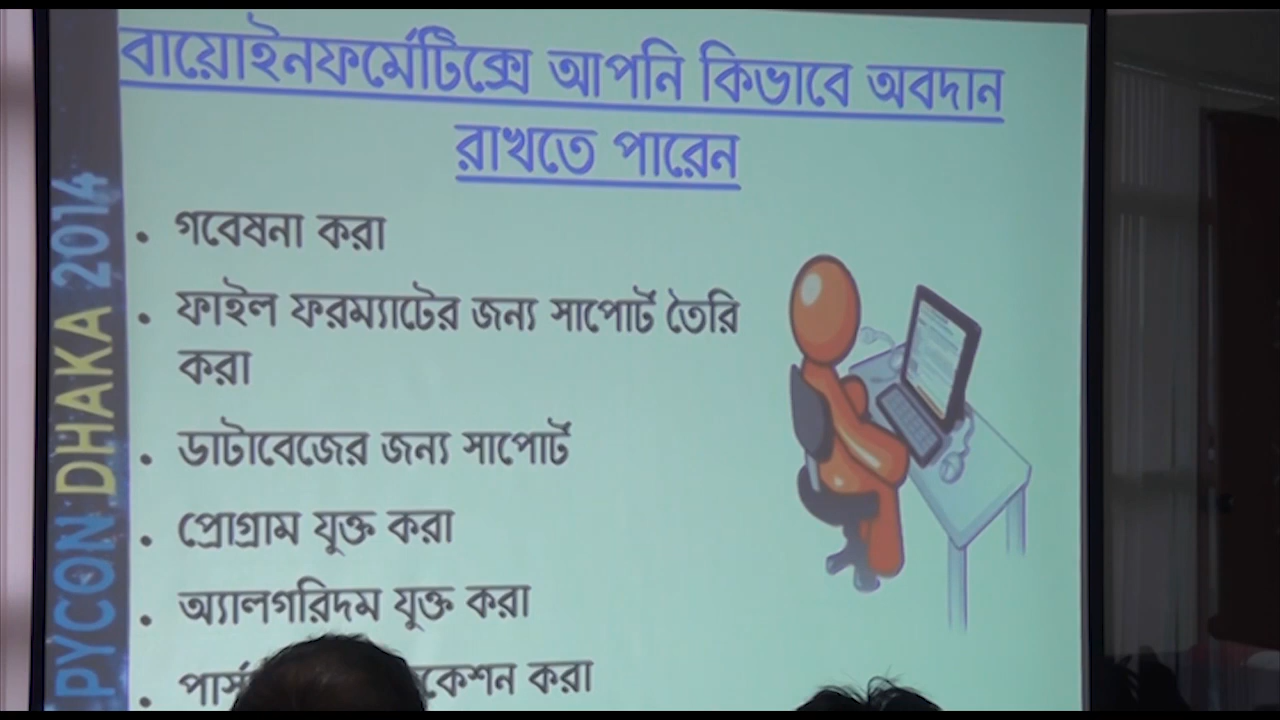 বায়োইনফর্মেটিক্সে আপনি কিভাবে অবদান
রাখতে পারেন
গবেষনা করা
ফাইল ফরম্যাটের জন্য সাপোর্ট তৈরি
করা
ডাটাবেজের জন্য সাপোর্ট
প্রোগ্রাম যুক্ত করা
অ্যালগরিদম যুক্ত করা
করা
PYCON DHAKA 2014